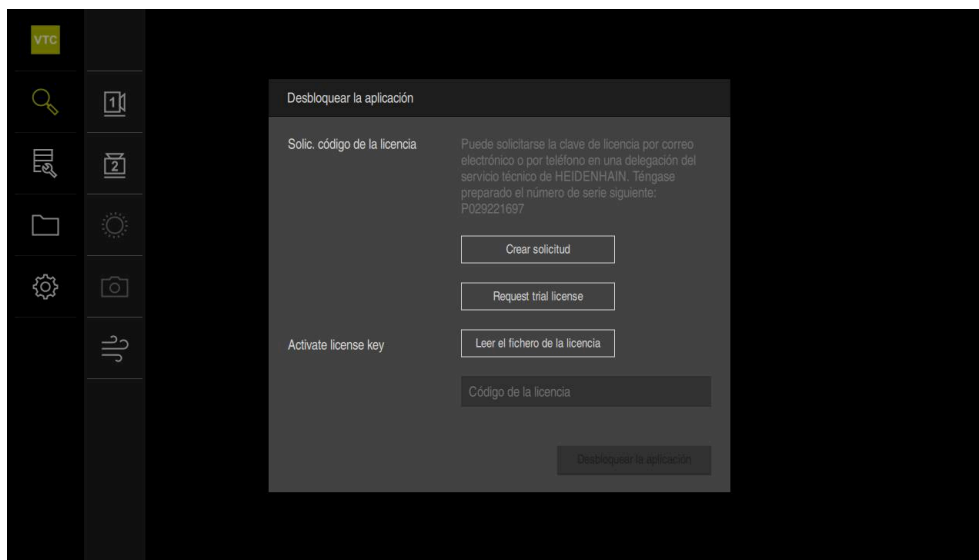 VTC
1
2
Desbloquear la aplicación
Solic. código de la licencia
Puede solicitarse la clave de licencia por correo
electrónico o por teléfono en una delegación del
servicio técnico de HEIDENHAIN. Téngase
preparado el número de serie siguiente:
P029221697
Crear solicitud
Request trial license
Activate license key
Leer el fichero de la licencia
Código de la licencia
Desbloquear la aplicación